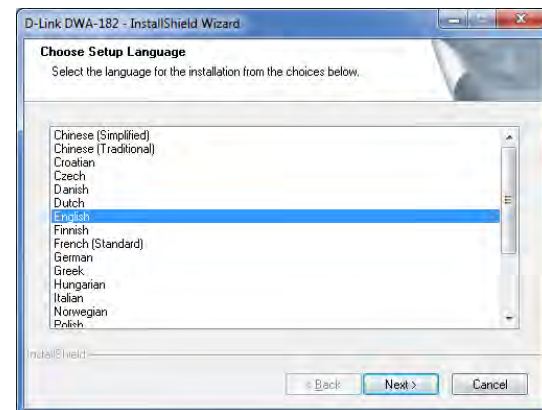 D-Link DWA-182 - InstallShield Wizard
Choose Setup Language
Select the language for the installation from the choices below.
Chinese (Simplified)
Chinese (Traditional)
Croatian
Czech
Danish
Dutch
English
Finnish
French (Standard)
German
Greek
Hungarian
Italian
Norwegian
Polish
InstallShield
< Back
Next >
Cancel